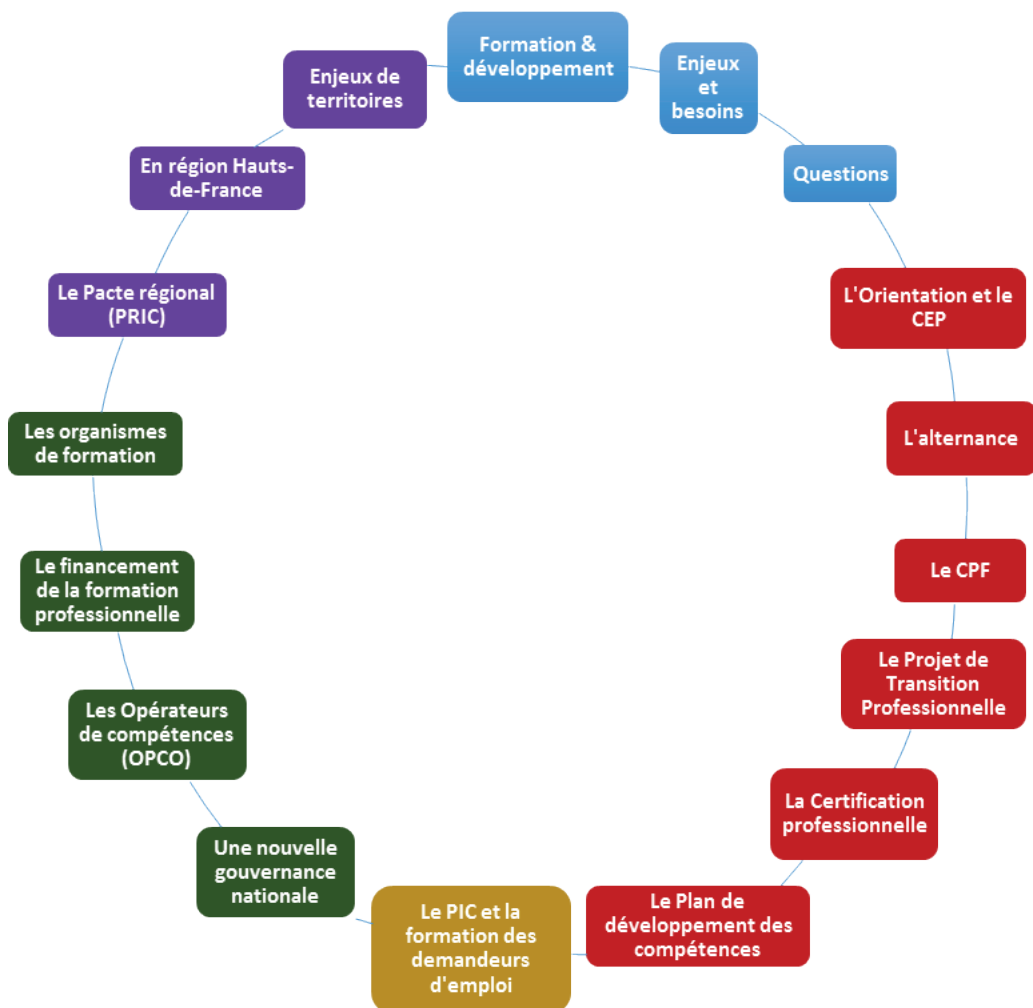 Formation &
développement
Enjeux
et
besoins
Questions
L'Orientation et le
CEP
L'alternance
Le CPF
Le Projet de
Transition
Professionnelle
La Certification
professionnelle
Le Plan de
développement des
compétences
Le PIC et la
formation des
demandeurs
d'emploi
Une nouvelle
gouvernance
nationale
Les Opérateurs
de compétences
(OPCO)
Le financement
de la formation
professionnelle
Les organismes
de formation
Le Pacte régional
(PRIC)
En région Hauts-
de-France
Enjeux de
territoires